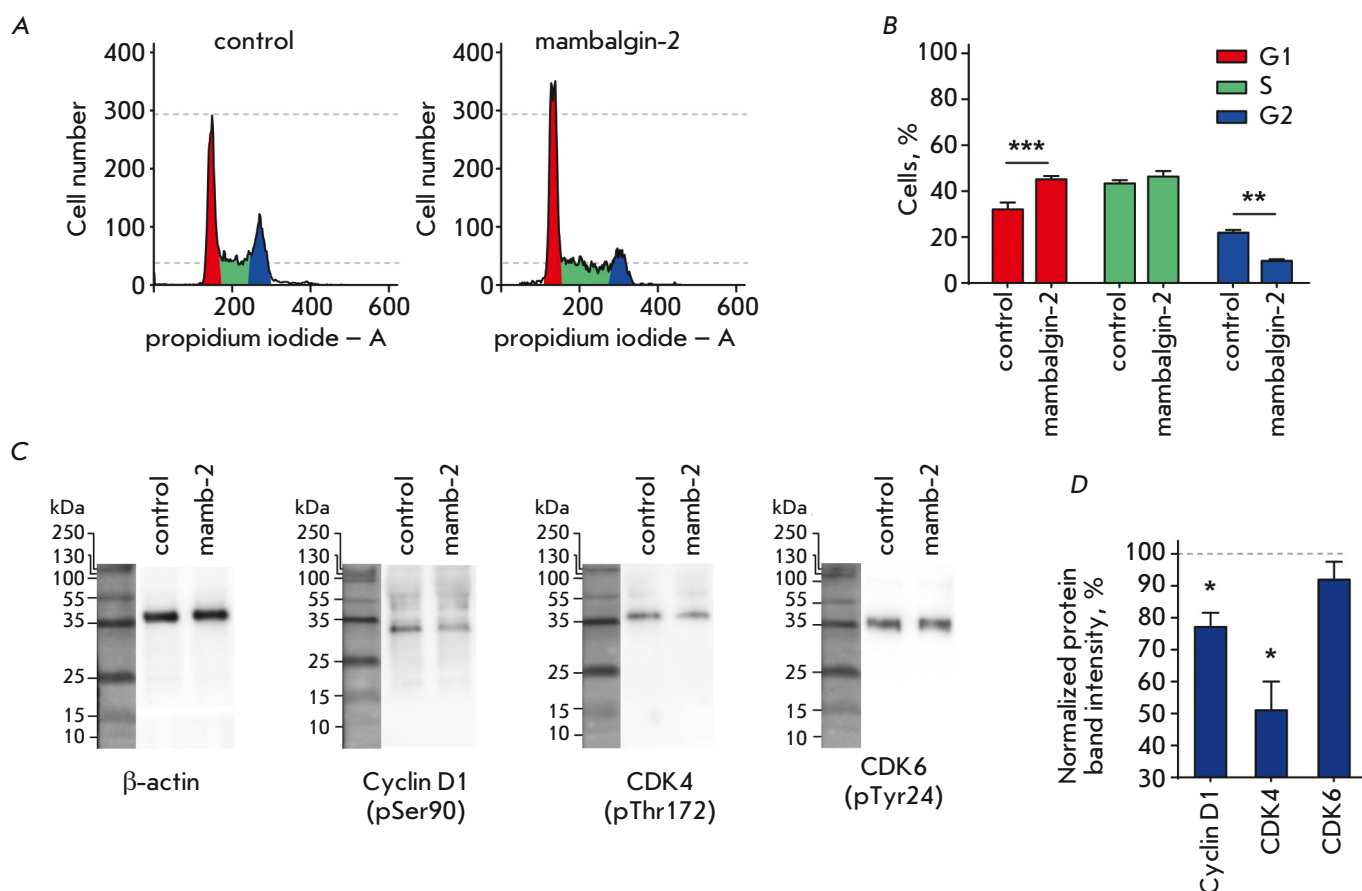 A
control
400
300
200
100
0
Cell number
200 400 600
propidium iodide – A
mambalgin-2
400
300
200
100
0
Cell number
200 400 600
propidium iodide – A
B
100
80
60
40
20
0
Cells, %
G1
S
G2
***
**
control
mambalgin-2
control
mambalgin-2
control
mambalgin-2
C
kDa
control
mamb-2
250
130
100
55
35
25
15
10
β-actin
kDa
control
mamb-2
250
130
100
55
35
25
15
10
Cyclin D1
(pSer90)
kDa
control
mamb-2
250
130
100
55
35
25
15
10
CDK4
(pThr172)
kDa
control
mamb-2
250
130
100
55
35
25
15
10
CDK6
(pTyr24)
D
Normalized protein
band intensity, %
100
90
80
70
60
50
40
30
*
*
Cyclin D1
CDK4
CDK6